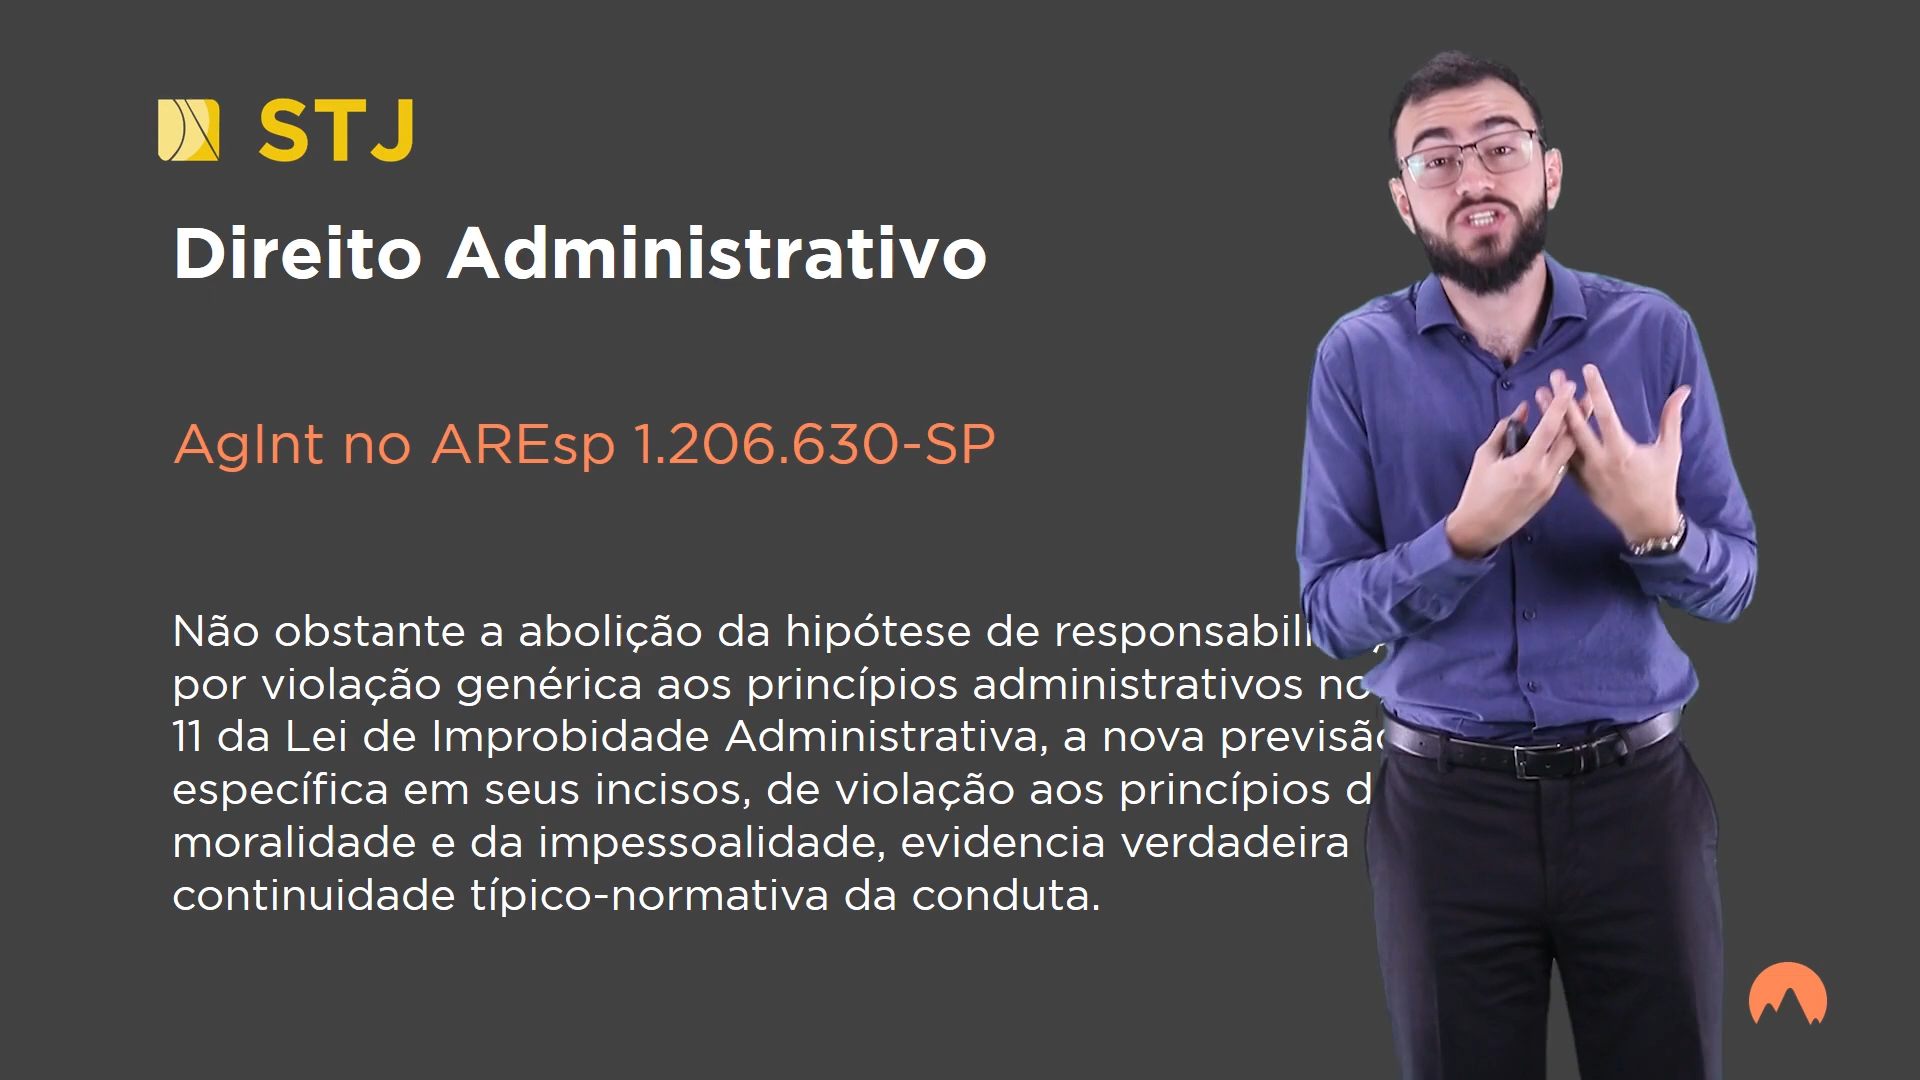 STJ
Direito Administrativo
AgInt no AREsp 1.206.630-SP
Não obstante a abolição da hipótese de
por violação genérica aos princípios administrativos no
11 da Lei de Improbidade Administrativa, a nova previsão
específica em seus incisos, de violação aos princípios
moralidade e da impessoalidade, evidencia verdadeira
continuidade típico-normativa da conduta.